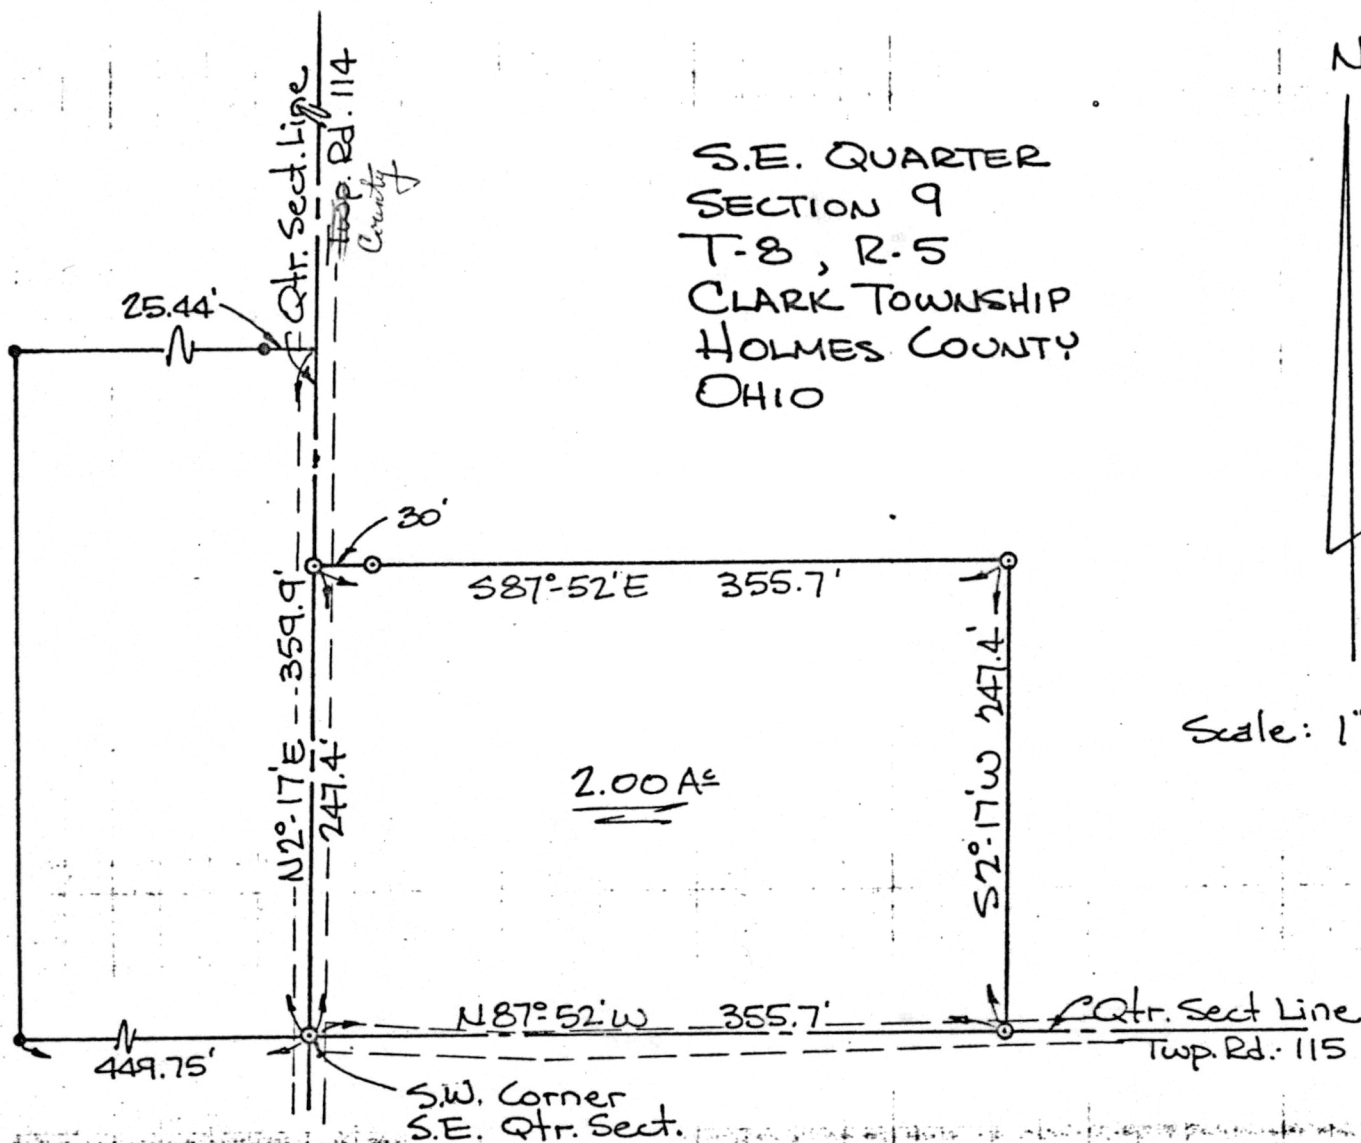 N
S.E. QUARTER
SECTION 9
T-8, R-5
CLARK TOWNSHIP
HOLMES COUNTY
OHIO
Qtr. Sect. Line
Twp. Rd. 114
County
25.44'
30'
S87°-52'E 355.7'
N2°-17'E - 359.9'
247.4'
S2°-17'W 247.4'
Scale: 1"
2.00 Ac
N87°52'W 355.7'
Qtr. Sect Line
Twp. Rd. 115
449.75'
S.W. Corner
S.E. Qtr. Sect.